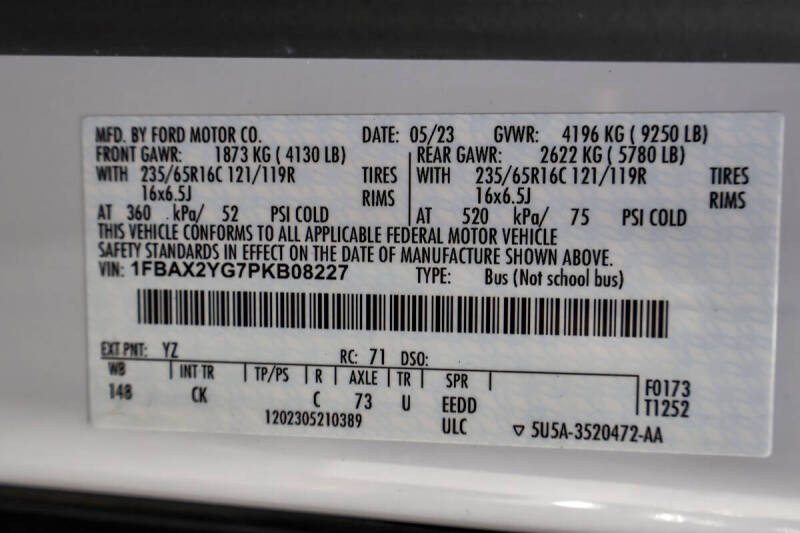 MFD. BY FORD MOTOR CO. DATE: 05/23 GVWR: 4196 KG ( 9250 LB)
FRONT GAWR: 1873 KG ( 4130 LB) REAR GAWR: 2622 KG ( 5780 LB)
WITH 235/65R16C 121/119R TIRES WITH 235/65R16C 121/119R TIRES
16x6.5J RIMS 16x6.5J RIMS
AT 360 kPa/ 52 PSI COLD AT 520 kPa/ 75 PSI COLD
THIS VEHICLE CONFORMS TO ALL APPLICABLE FEDERAL MOTOR VEHICLE
SAFETY STANDARDS IN EFFECT ON THE DATE OF MANUFACTURE SHOWN ABOVE.
VIN: 1FBAX2YG7PKB08227 TYPE: Bus (Not school bus)
EXT PNT: YZ RC: 71 DSO:
WB INT TR TP/PS R AXLE TR SPR F0173
148 CK C 73 U EEDD T1252
1202305210389 ULC ▽ 5U5A-3520472-AA